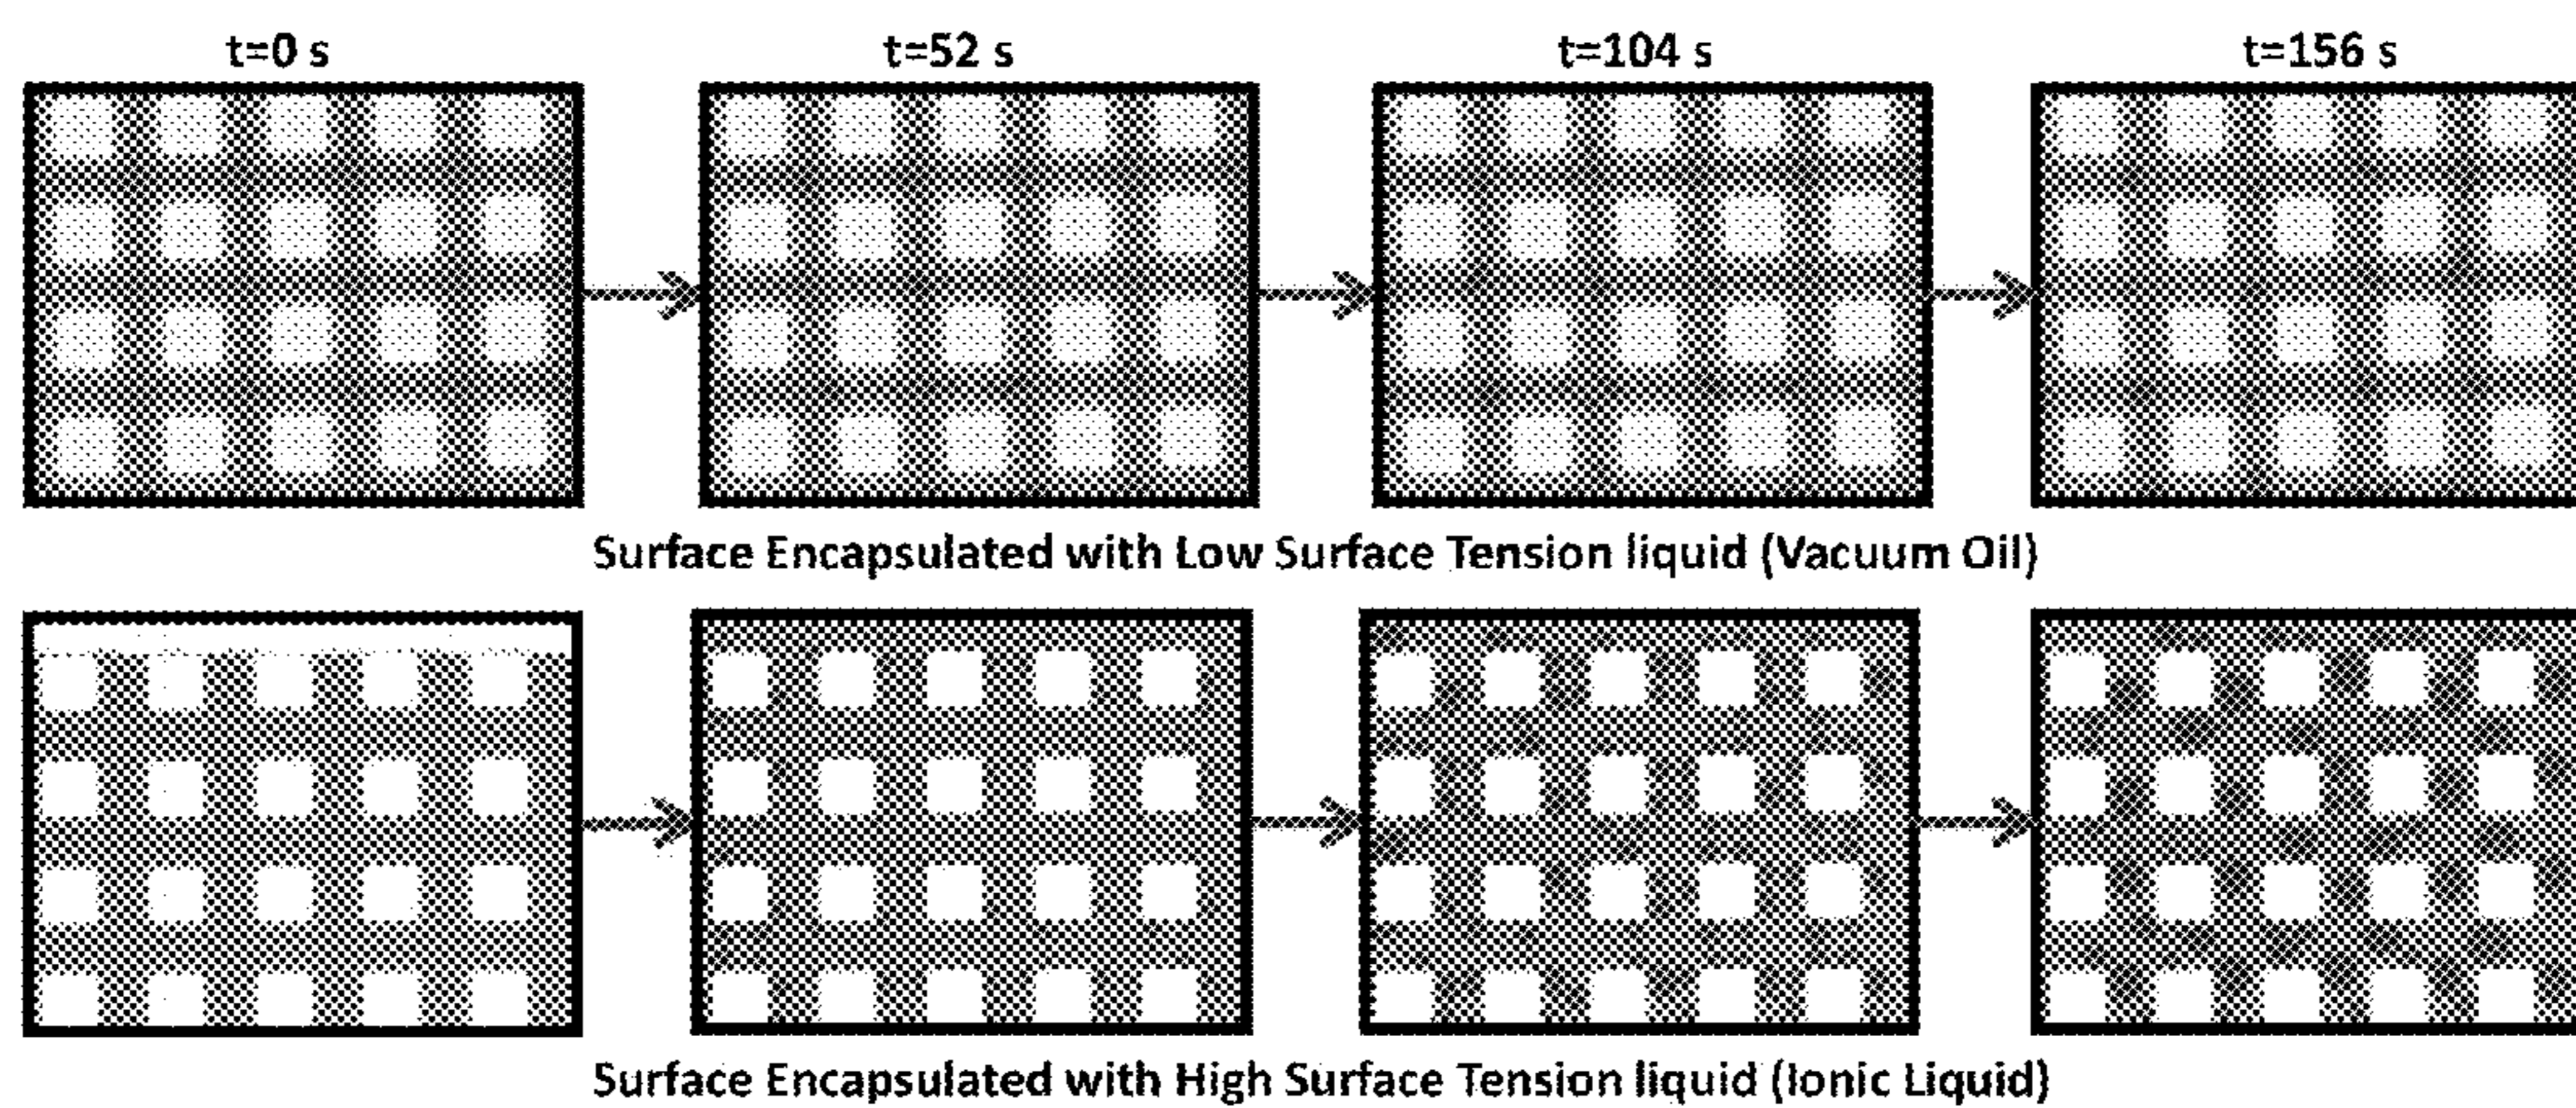 t=0 s
t=52 s
t=104 s
t=156 s
Surface Encapsulated with Low Surface Tension liquid (Vacuum Oil)
Surface Encapsulated with High Surface Tension liquid (Ionic Liquid)